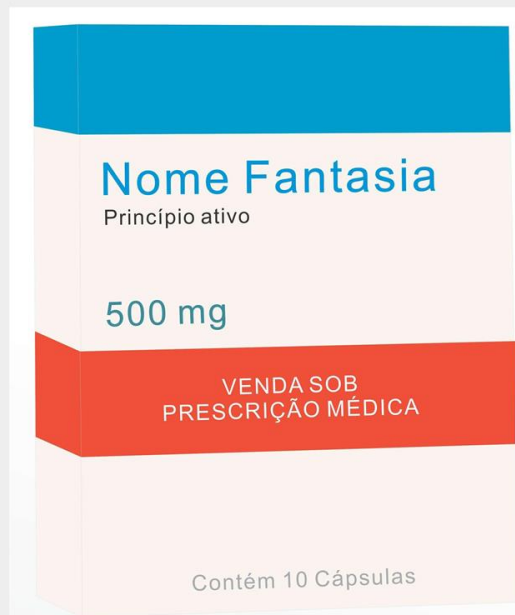 Nome Fantasia
Princípio ativo
500 mg
VENDA SOB
PRESCRIÇÃO MÉDICA
Contém 10 Cápsulas